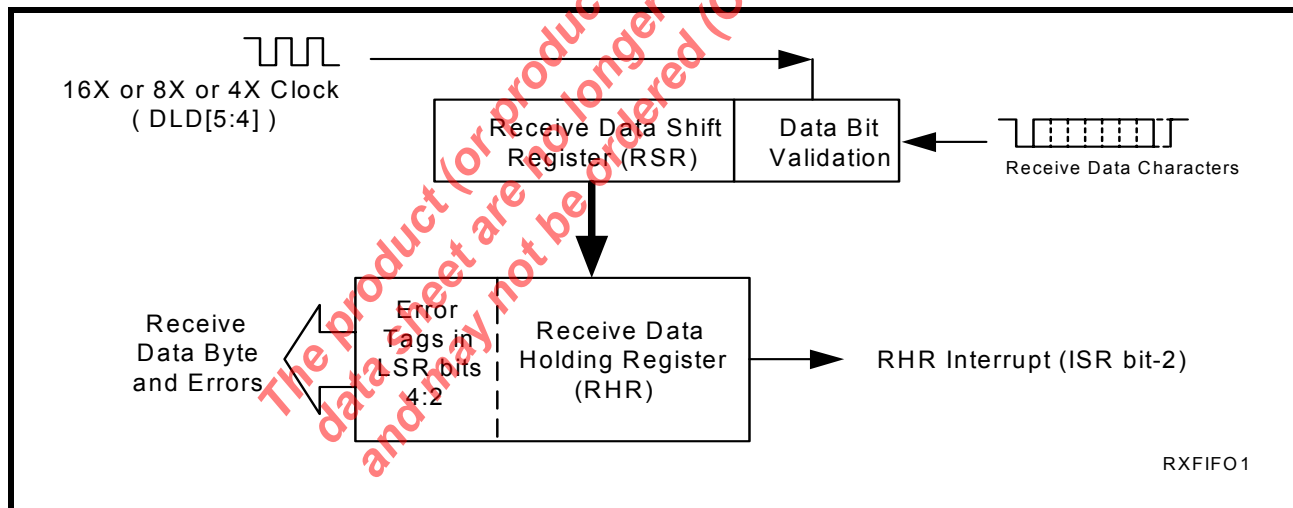 16X or 8X or 4X Clock
( DLD[5:4] )
Receive Data Shift
Register (RSR)
Data Bit
Validation
Receive Data Characters
Receive
Data Byte
and Errors
Error
Tags in
LSR bits
4:2
Receive Data
Holding Register
(RHR)
RHR Interrupt (ISR bit-2)
RXFIFO1
The product (or produc
data sheet are no longer
and may not be ordered (O